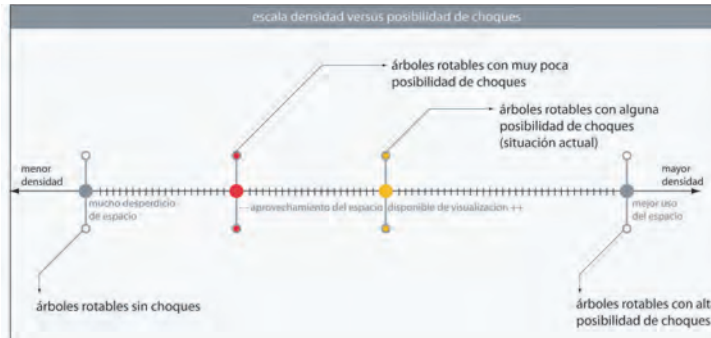 escala densidad versus posibilidad de choques
árboles rotables con muy poca
posibilidad de choques
árboles rotables con alguna
posibilidad de choques
(situación actual)
menor
densidad
mayor
densidad
mucho desperdicio
de espacio
--aprovechamiento del espacio disponible de visualización ++
mejor uso
del espacio
árboles rotables sin choques
árboles rotables con alt
posibilidad de choques